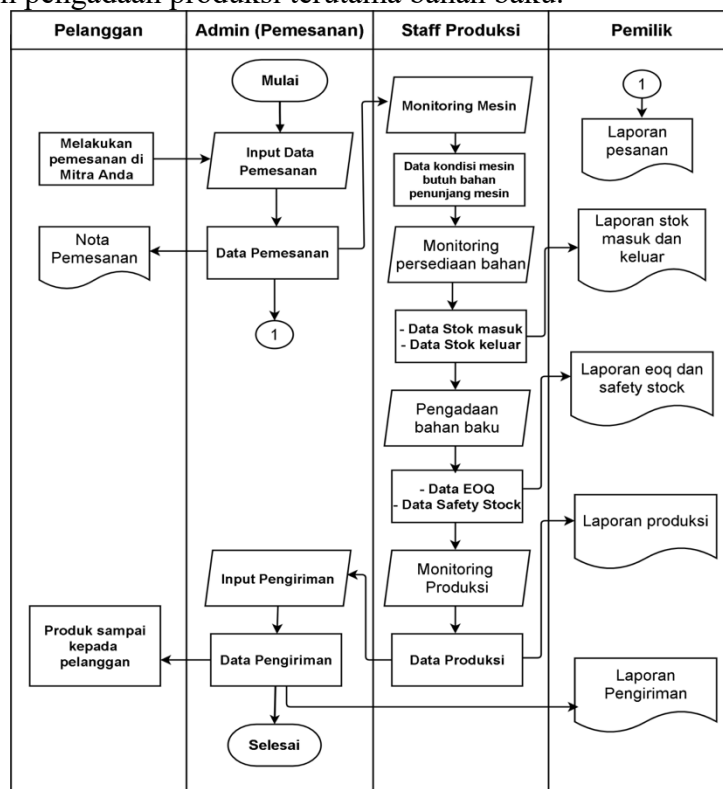 pengadaan produksi terutama bahan baku.
Pelanggan
Admin (Pemesanan)
Staff Produksi
Pemilik
Mulai
Monitoring Mesin
1
Melakukan
pemesanan di
Mitra Anda
Input Data
Pemesanan
Data kondisi mesin
butuh bahan
penunjang mesin
Laporan
pesanan
Nota
Pemesanan
Data Pemesanan
Monitoring
persediaan bahan
Laporan stok
masuk dan
keluar
1
- Data Stok masuk
- Data Stok keluar
Pengadaan
bahan baku
Laporan eoq dan
safety stock
- Data EOQ
- Data Safety Stock
Laporan produksi
Input Pengiriman
Monitoring
Produksi
Produk sampai
kepada
pelanggan
Data Pengiriman
Data Produksi
Laporan
Pengiriman
Selesai